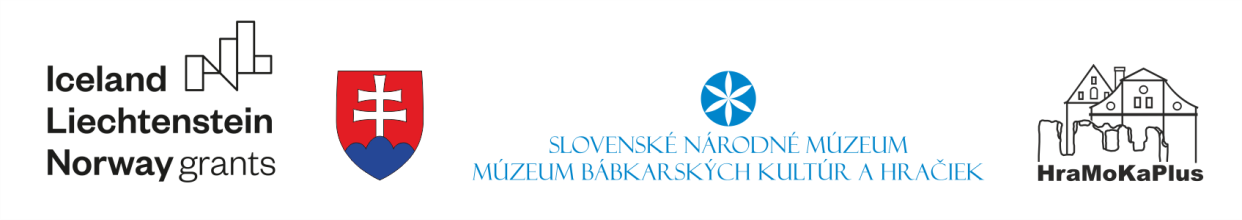 Iceland
Liechtenstein
Norway grants
SLOVENSKÉ NÁRODNÉ MÚZEUM
MÚZEUM BÁBKARSKÝCH KULTÚR A HRAČIEK
HraMoKaPlus